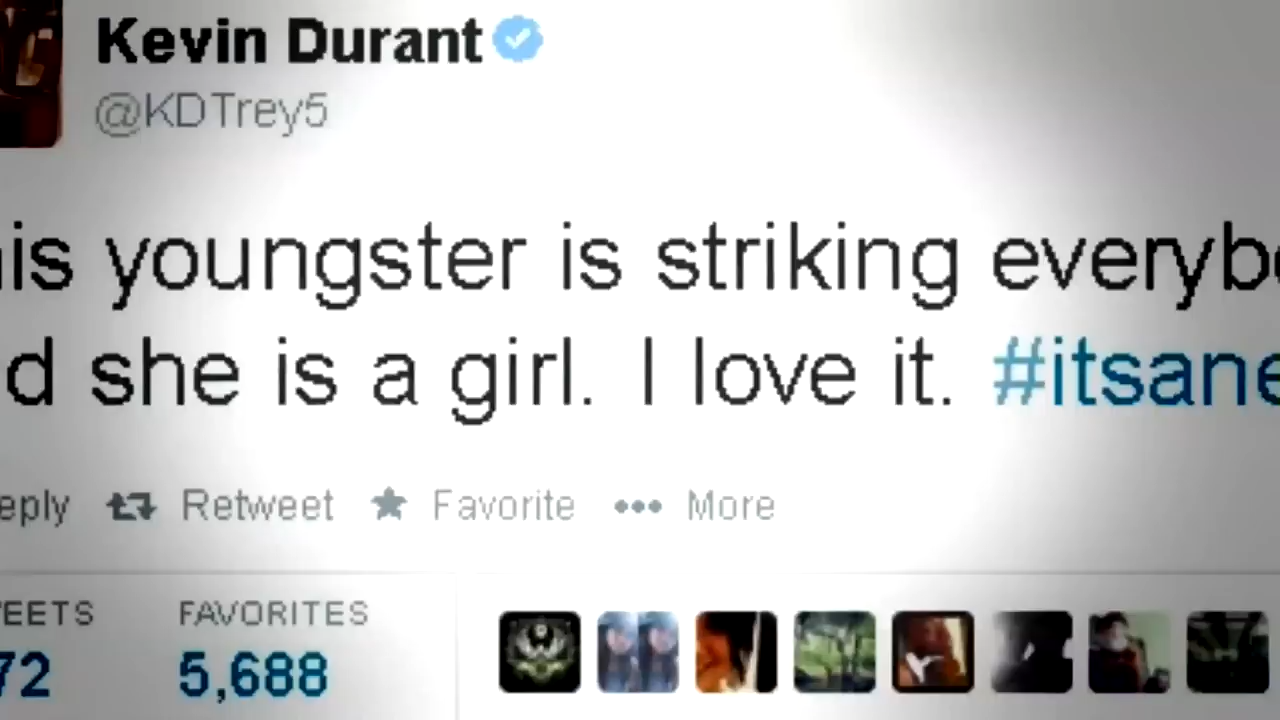 Kevin Durant
@KDTrey5
is youngster is striking everyb
d she is a girl. I love it. #itsane
eply Retweet Favorite ••• More
EETS FAVORITES
72 5,688